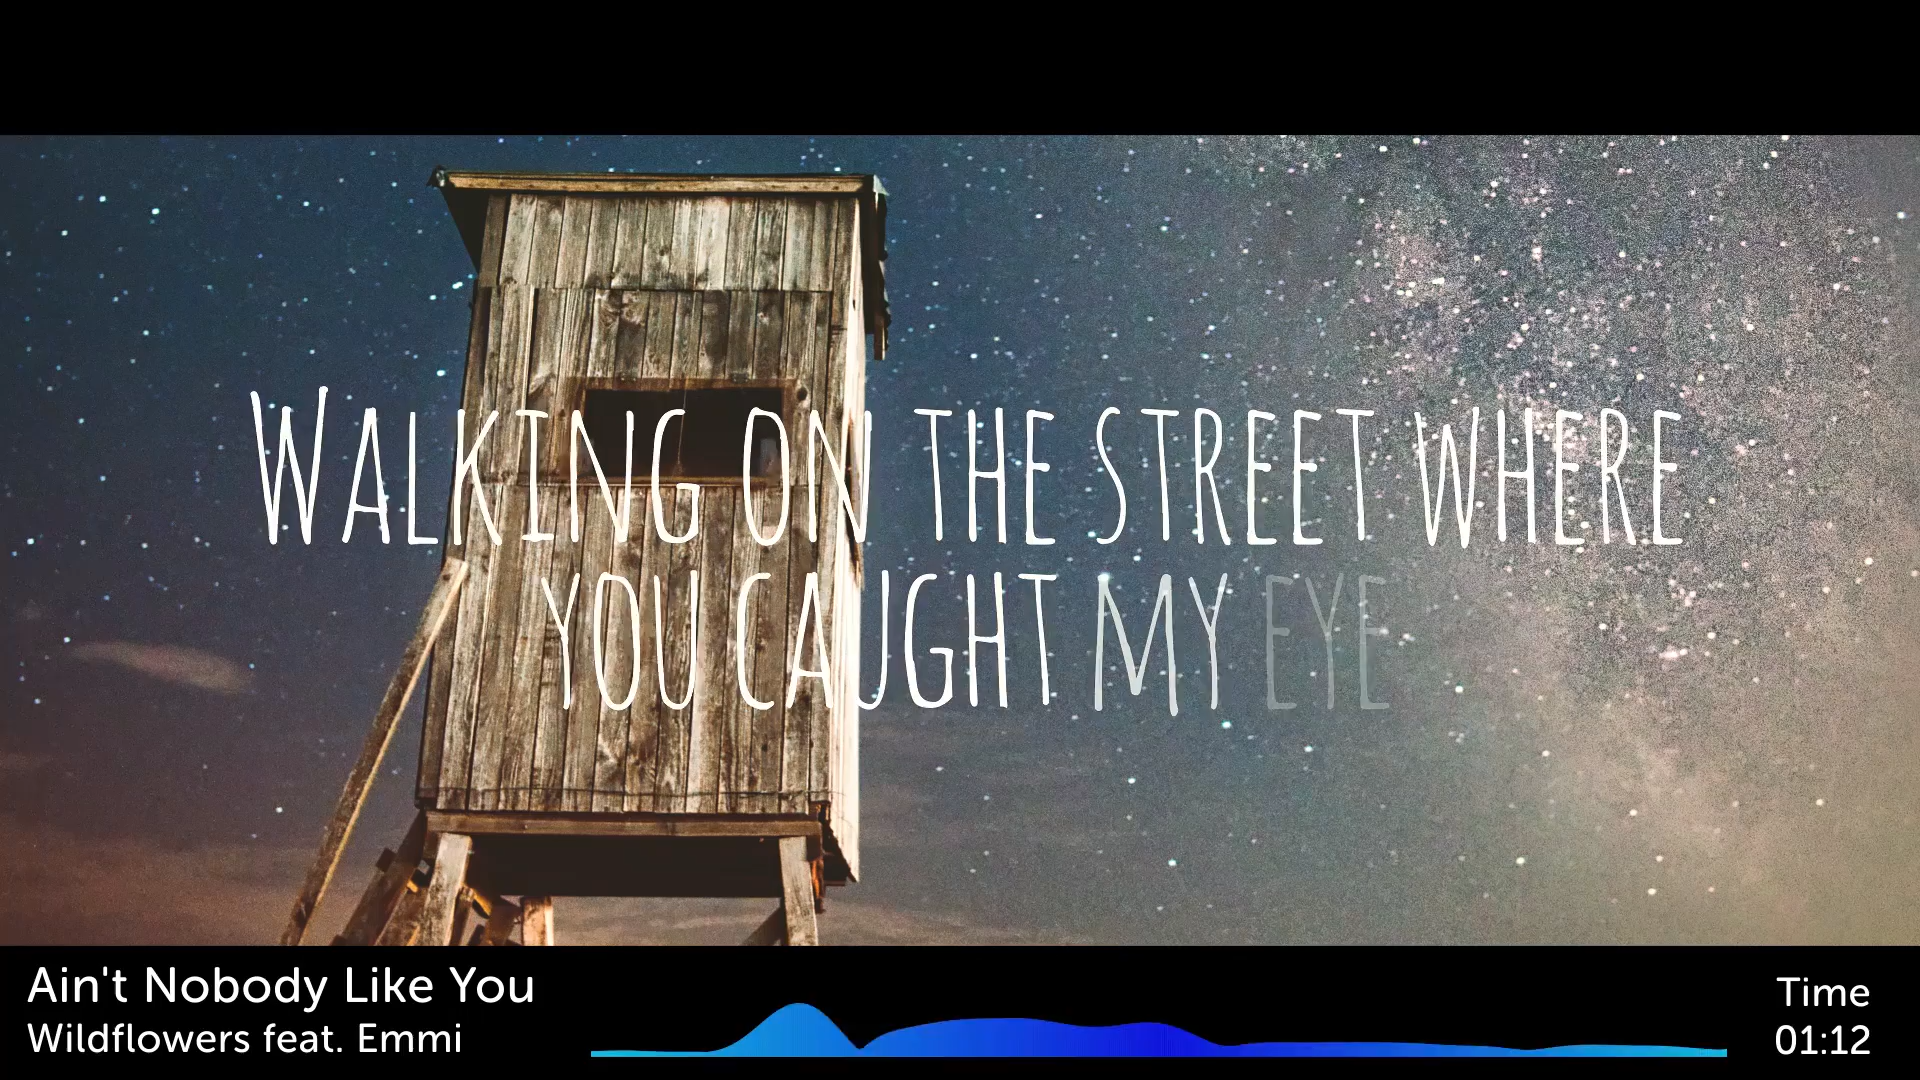 Walking on the street where
you caught my eye
Ain't Nobody Like You
Wildflowers feat. Emmi
Time
01:12